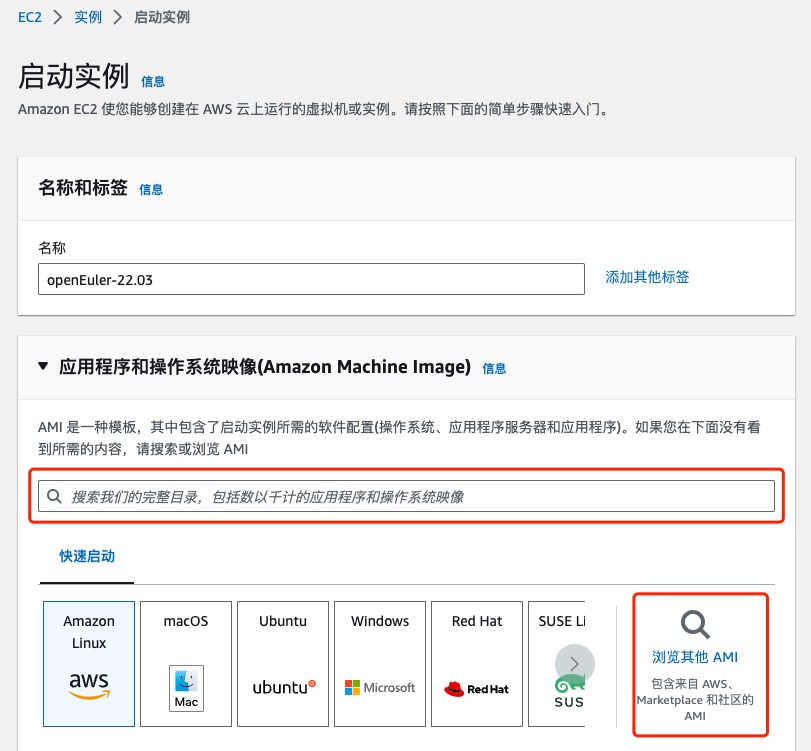 EC2 > 实例 > 启动实例
启动实例 信息
Amazon EC2 使您能够创建在 AWS 云上运行的虚拟机或实例。请按照下面的简单步骤快速入门。
名称和标签 信息
名称
openEuler-22.03 添加其他标签
▼ 应用程序和操作系统映像(Amazon Machine Image) 信息
AMI 是一种模板，其中包含了启动实例所需的软件配置(操作系统、应用程序服务器和应用程序)。如果您在下面没有看
到所需的内容，请搜索或浏览 AMI
搜索我们的完整目录，包括数以千计的应用程序和操作系统映像
快速启动
Amazon
Linux
aws
macOS
Mac
Ubuntu
ubuntu
Windows
Microsoft
Red Hat
Red Hat
SUSE Li
SUS
浏览其他 AMI
包含来自 AWS、
Marketplace 和社区的
AMI